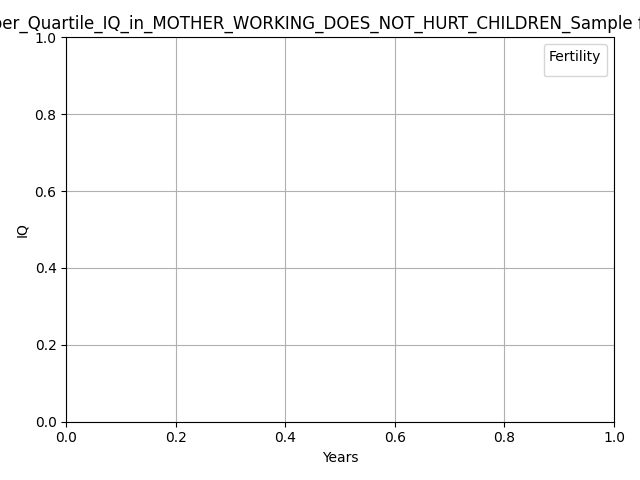 per_Quartile_IQ_in_MOTHER_WORKING_DOES_NOT_HURT_CHILDREN_Sample f
Fertility
1.0
0.8
0.6
0.4
0.2
0.0
IQ
0.0 0.2 0.4 0.6 0.8 1.0
Years